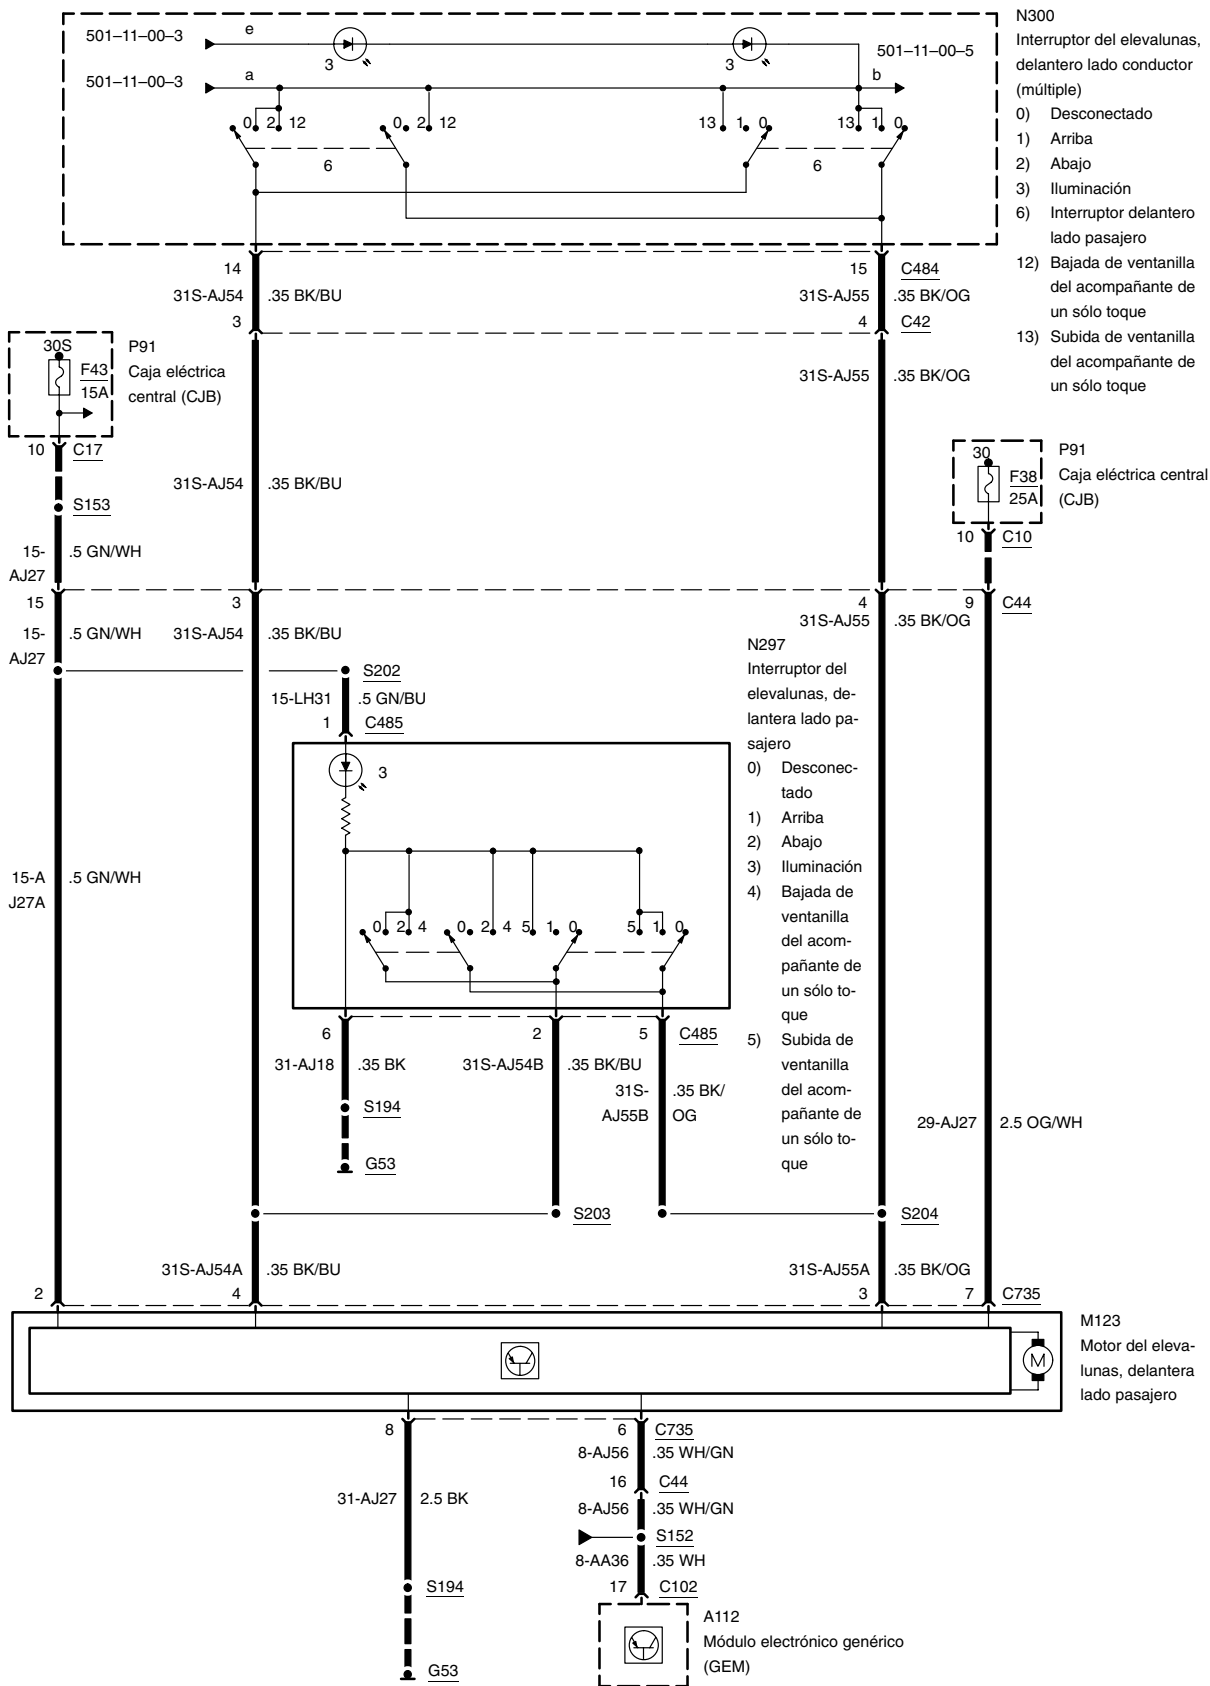 N300
Interruptor del elevalunas,
delantero lado conductor
(múltiple)
0) Desconectado
1) Arriba
2) Abajo
3) Iluminación
6) Interruptor delantero
lado pasajero
12) Bajada de ventanilla
del acompañante de
un sólo toque
13) Subida de ventanilla
del acompañante de
un sólo toque
501–11–00–3 e
3 3
501–11–00–5
501–11–00–3 a b
0 2 12 0 2 12 13 1 0 13 1 0
6 6
14 15 C484
31S-AJ54 .35 BK/BU 31S-AJ55 .35 BK/OG
3 4 C42
30S
F43
15A
P91
Caja eléctrica
central (CJB)
31S-AJ55 .35 BK/OG
10 C17
31S-AJ54 .35 BK/BU
S153
30
F38
25A
P91
Caja eléctrica central
(CJB)
10 C10
15-
AJ27
.5 GN/WH
15 3 4 9 C44
15-
AJ27
.5 GN/WH 31S-AJ54 .35 BK/BU 31S-AJ55 .35 BK/OG
S202
15-LH31 .5 GN/BU
1 C485
3
N297
Interruptor del
elevalunas, de-
lantera lado pa-
sajero
0) Desconec-
tado
1) Arriba
2) Abajo
3) Iluminación
4) Bajada de
ventanilla
del acom-
pañante de
un sólo to-
que
5) Subida de
ventanilla
del acom-
pañante de
un sólo to-
que
15-A
J27A
.5 GN/WH
0 2 4 0 2 4 5 1 0 5 1 0
6 2 5 C485
31-AJ18 .35 BK 31S-AJ54B .35 BK/BU
31S-
AJ55B
.35 BK/
OG
S194
G53
29-AJ27 2.5 OG/WH
S203 S204
31S-AJ54A .35 BK/BU 31S-AJ55A .35 BK/OG
2 4 3 7 C735
M
M123
Motor del eleva-
lunas, delantera
lado pasajero
8 6 C735
8-AJ56 .35 WH/GN
16 C44
31-AJ27 2.5 BK 8-AJ56 .35 WH/GN
S152
8-AA36 .35 WH
S194 17 C102
A112
Módulo electrónico genérico
(GEM)
G53